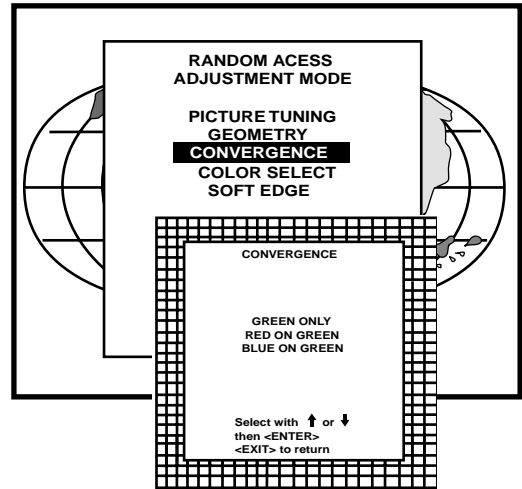 RANDOM ACESS
ADJUSTMENT MODE
PICTURE TUNING
GEOMETRY
CONVERGENCE
COLOR SELECT
SOFT EDGE
CONVERGENCE
GREEN ONLY
RED ON GREEN
BLUE ON GREEN
Select with ↑ or ↓
then <ENTER>
<EXIT> to return